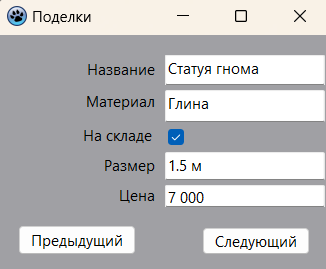 Поделки
Название Статуя гнома
Материал Глина
На складе
Размер 1.5 м
Цена 7 000
Предыдущий Следующий